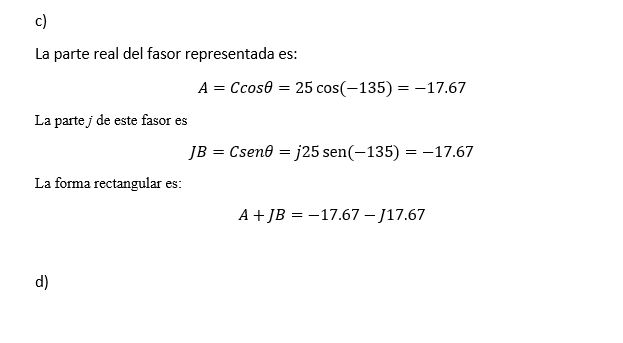 c)
La parte real del fasor representada es:
A = Ccosθ = 25 cos(−135) = −17.67
La parte j de este fasor es
JB = Csenθ = j25 sen(−135) = −17.67
La forma rectangular es:
A + JB = −17.67 − J17.67
d)